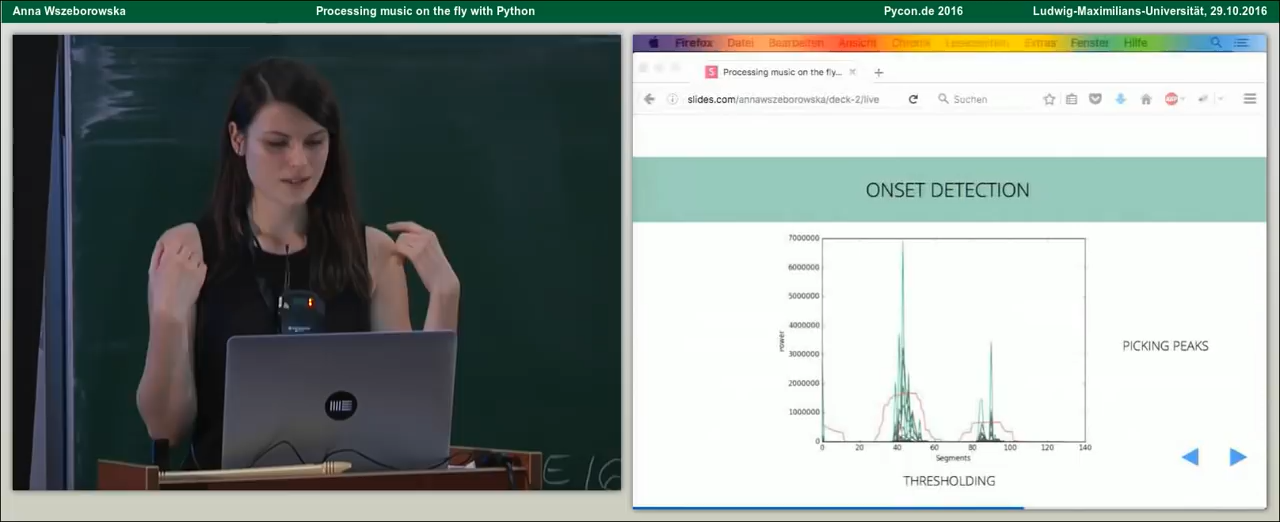 Anna Wszeborowska
Processing music on the fly with Python
Pycon.de 2016
Ludwig-Maximilians-Universität, 29.10.2016
Firefox Datei Bearbeiten Ansicht Chronik Lesezeichen Extras Fenster Hilfe
S Processing music on the fly...
slides.com/annawszeborowska/deck-2/live
Suchen
ABP
ONSET DETECTION
7000000
6000000
5000000
4000000
3000000
2000000
1000000
0
Power
0 20 40 60 80 100 120 140
Segments
PICKING PEAKS
THRESHOLDING